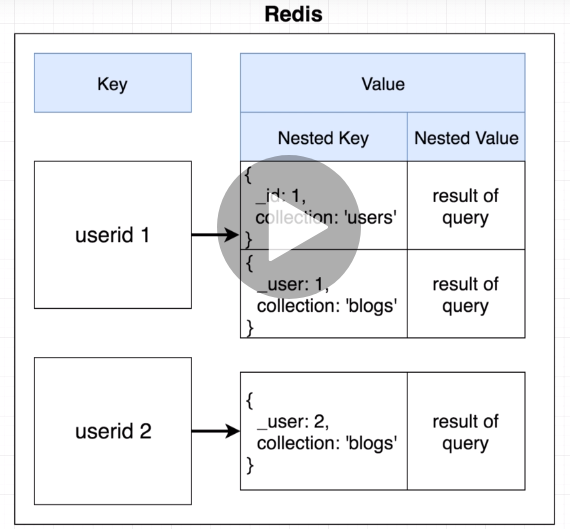 Redis
Key
Value
Nested Key
Nested Value
userid 1
{
_id: 1,
collection: 'users'
}
result of
query
{
_user: 1,
collection: 'blogs'
}
result of
query
userid 2
{
_user: 2,
collection: 'blogs'
}
result of
query